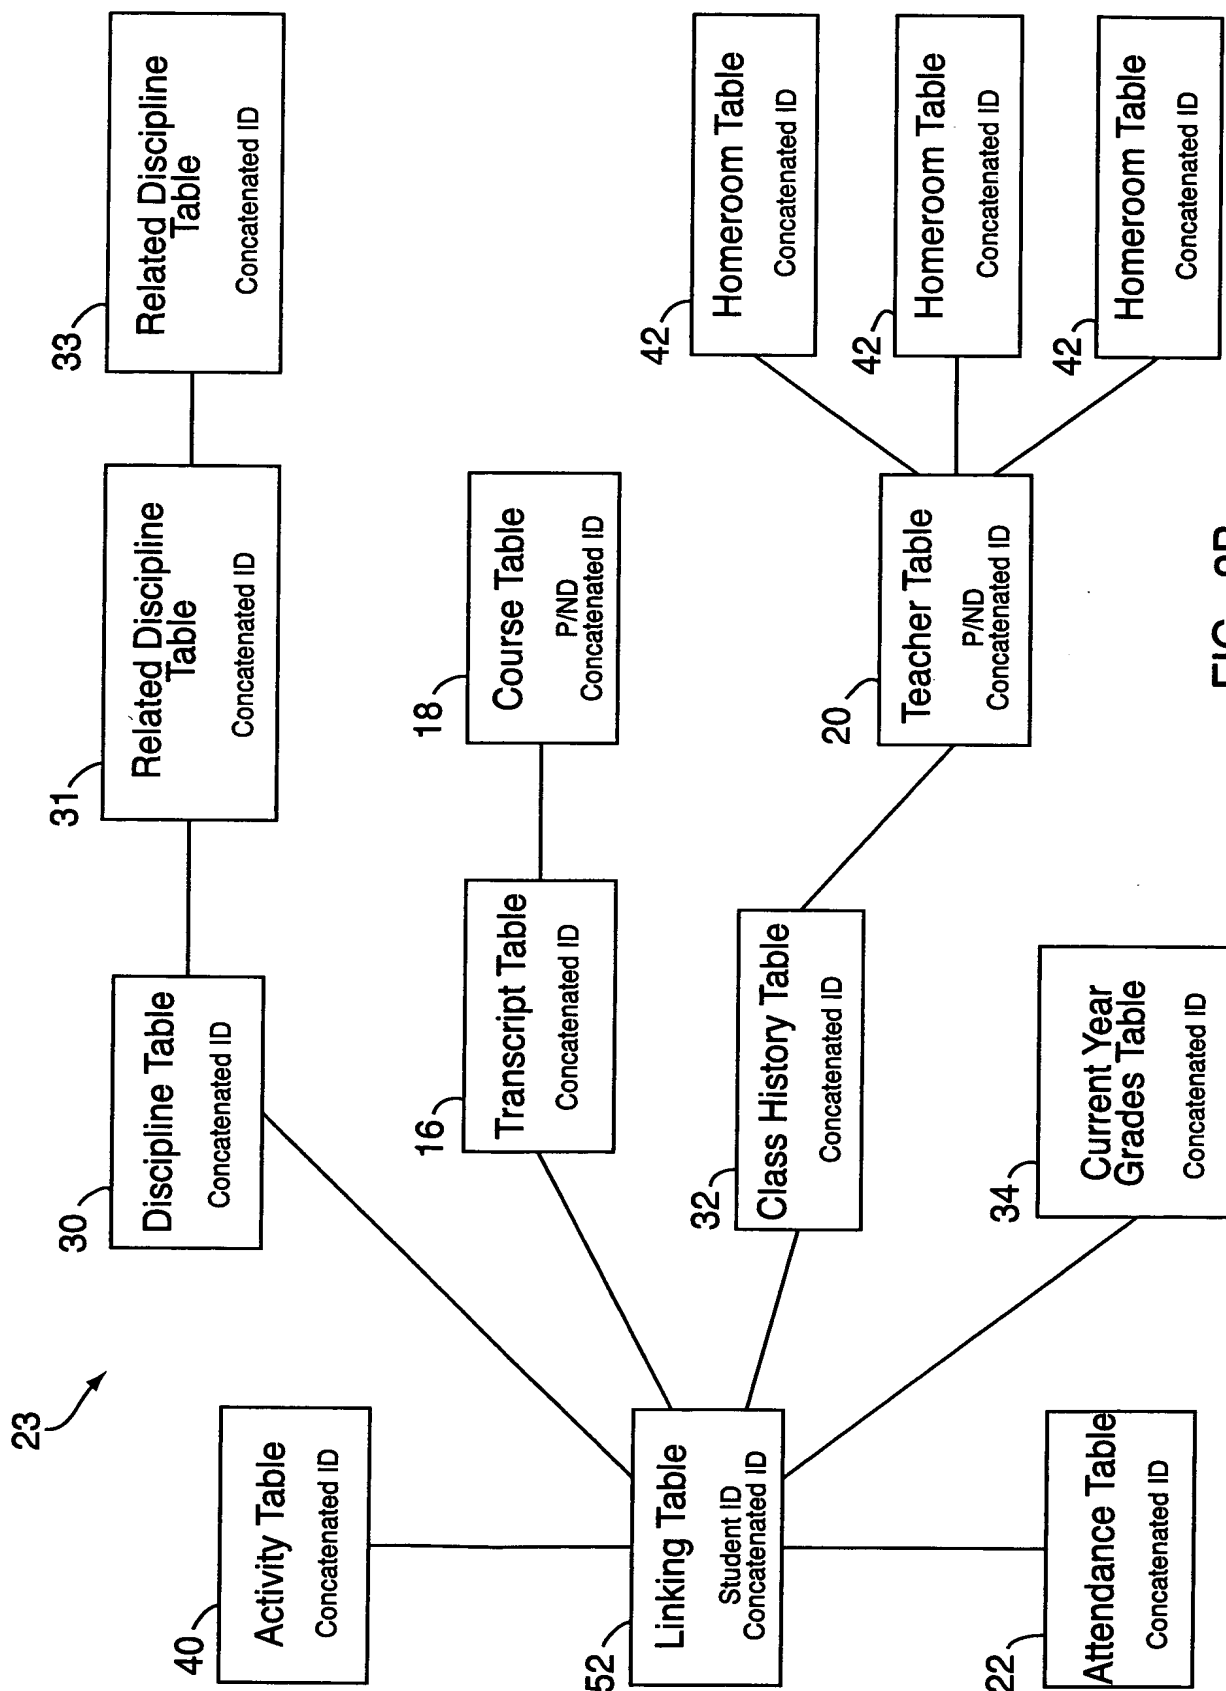 23
40
Activity Table
Concatenated ID
30
Discipline Table
Concatenated ID
31
Related Discipline
Table
Concatenated ID
33
Related Discipline
Table
Concatenated ID
52
Linking Table
Student ID
Concatenated ID
16
Transcript Table
Concatenated ID
18
Course Table
P/ND
Concatenated ID
32
Class History Table
Concatenated ID
20
Teacher Table
P/ND
Concatenated ID
42
Homeroom Table
Concatenated ID
42
Homeroom Table
Concatenated ID
42
Homeroom Table
Concatenated ID
22
Attendance Table
Concatenated ID
34
Current Year
Grades Table
Concatenated ID
FIG.